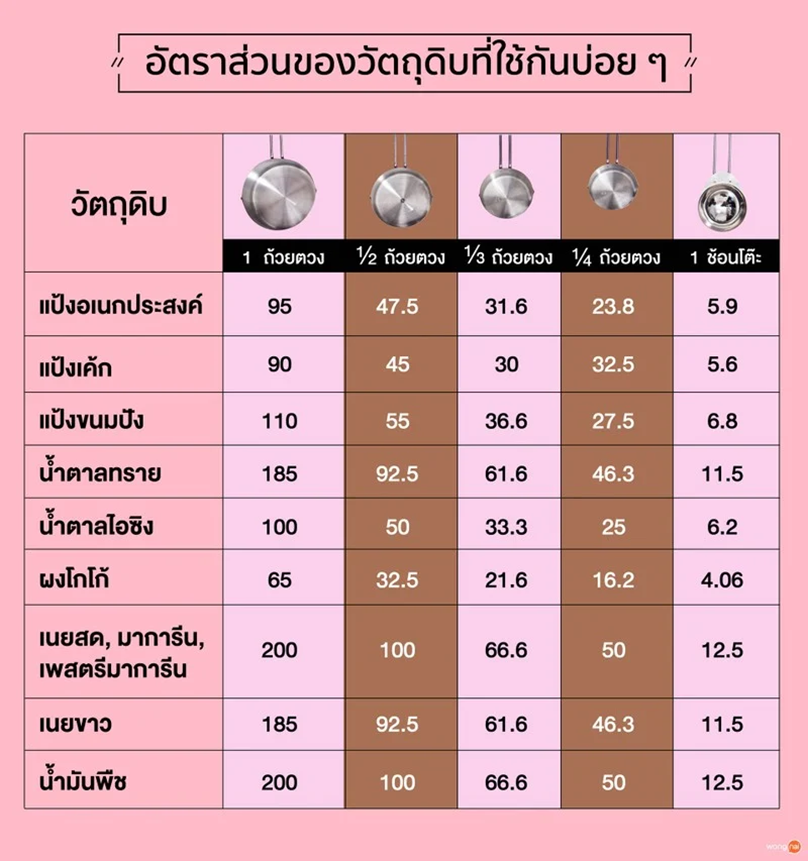 อัตราส่วนของวัตถุดิบที่ใช้กันบ่อย ๆ
วัตถุดิบ
1 ถ้วยตวง ½ ถ้วยตวง ⅓ ถ้วยตวง ¼ ถ้วยตวง 1 ช้อนโต๊ะ
แป้งอเนกประสงค์ 95 47.5 31.6 23.8 5.9
แป้งเค้ก 90 45 30 32.5 5.6
แป้งขนมปัง 110 55 36.6 27.5 6.8
น้ำตาลทราย 185 92.5 61.6 46.3 11.5
น้ำตาลไอซิง 100 50 33.3 25 6.2
ผงโกโก้ 65 32.5 21.6 16.2 4.06
เนยสด, มาการีน,
เพสตรีมาการีน 200 100 66.6 50 12.5
เนยขาว 185 92.5 61.6 46.3 11.5
น้ำมันพืช 200 100 66.6 50 12.5
wongnai